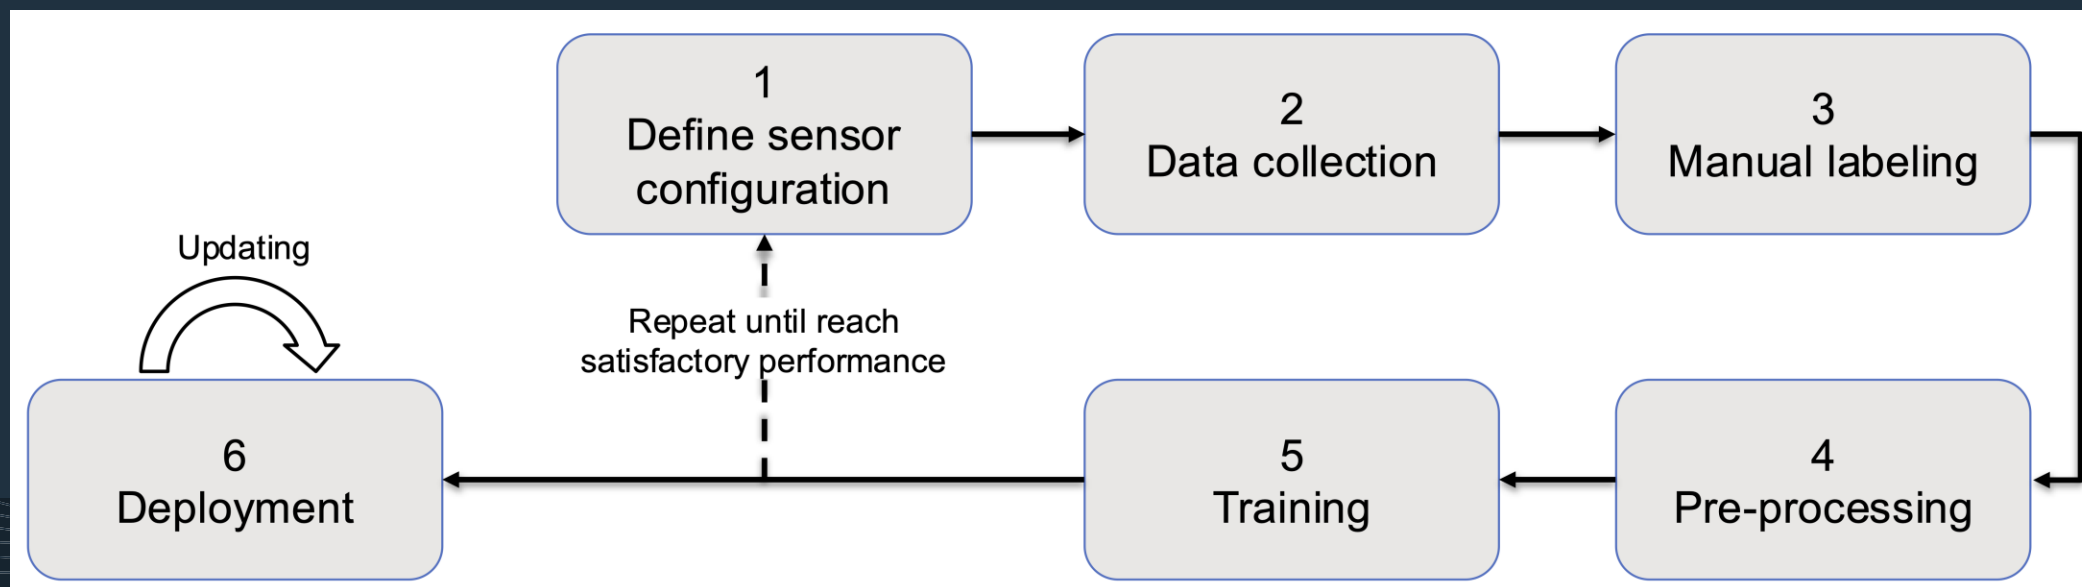 1
Define sensor
configuration
2
Data collection
3
Manual labeling
Updating
Repeat until reach
satisfactory performance
6
Deployment
5
Training
4
Pre-processing